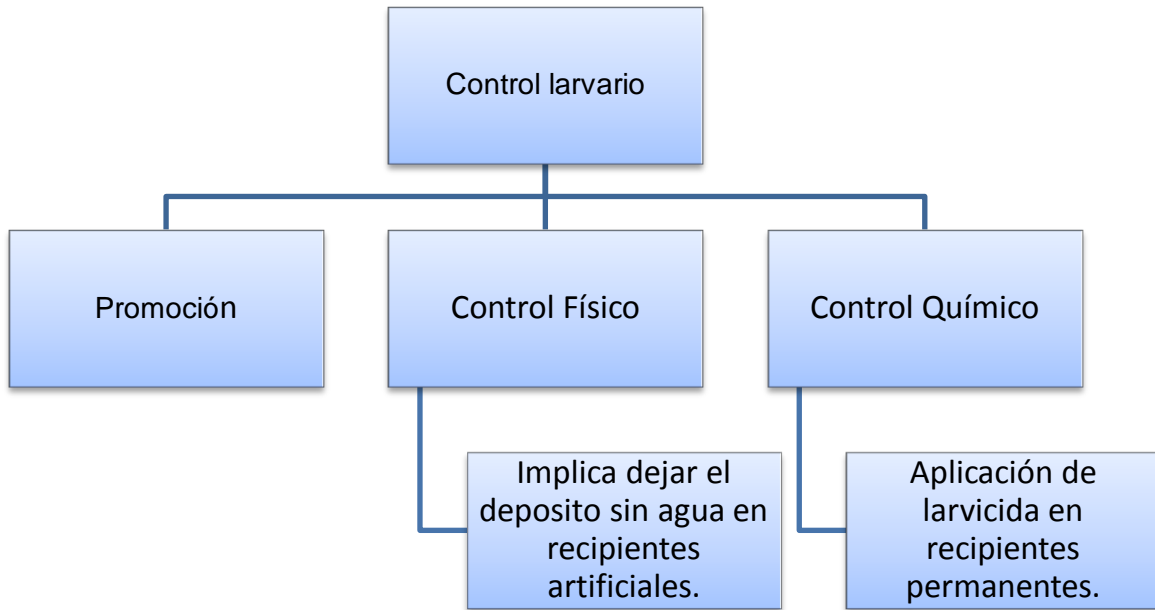 Control larvario
Promoción
Control Físico
Control Químico
Implica dejar el
deposito sin agua en
recipientes
artificiales.
Aplicación de
larvicida en
recipientes
permanentes.